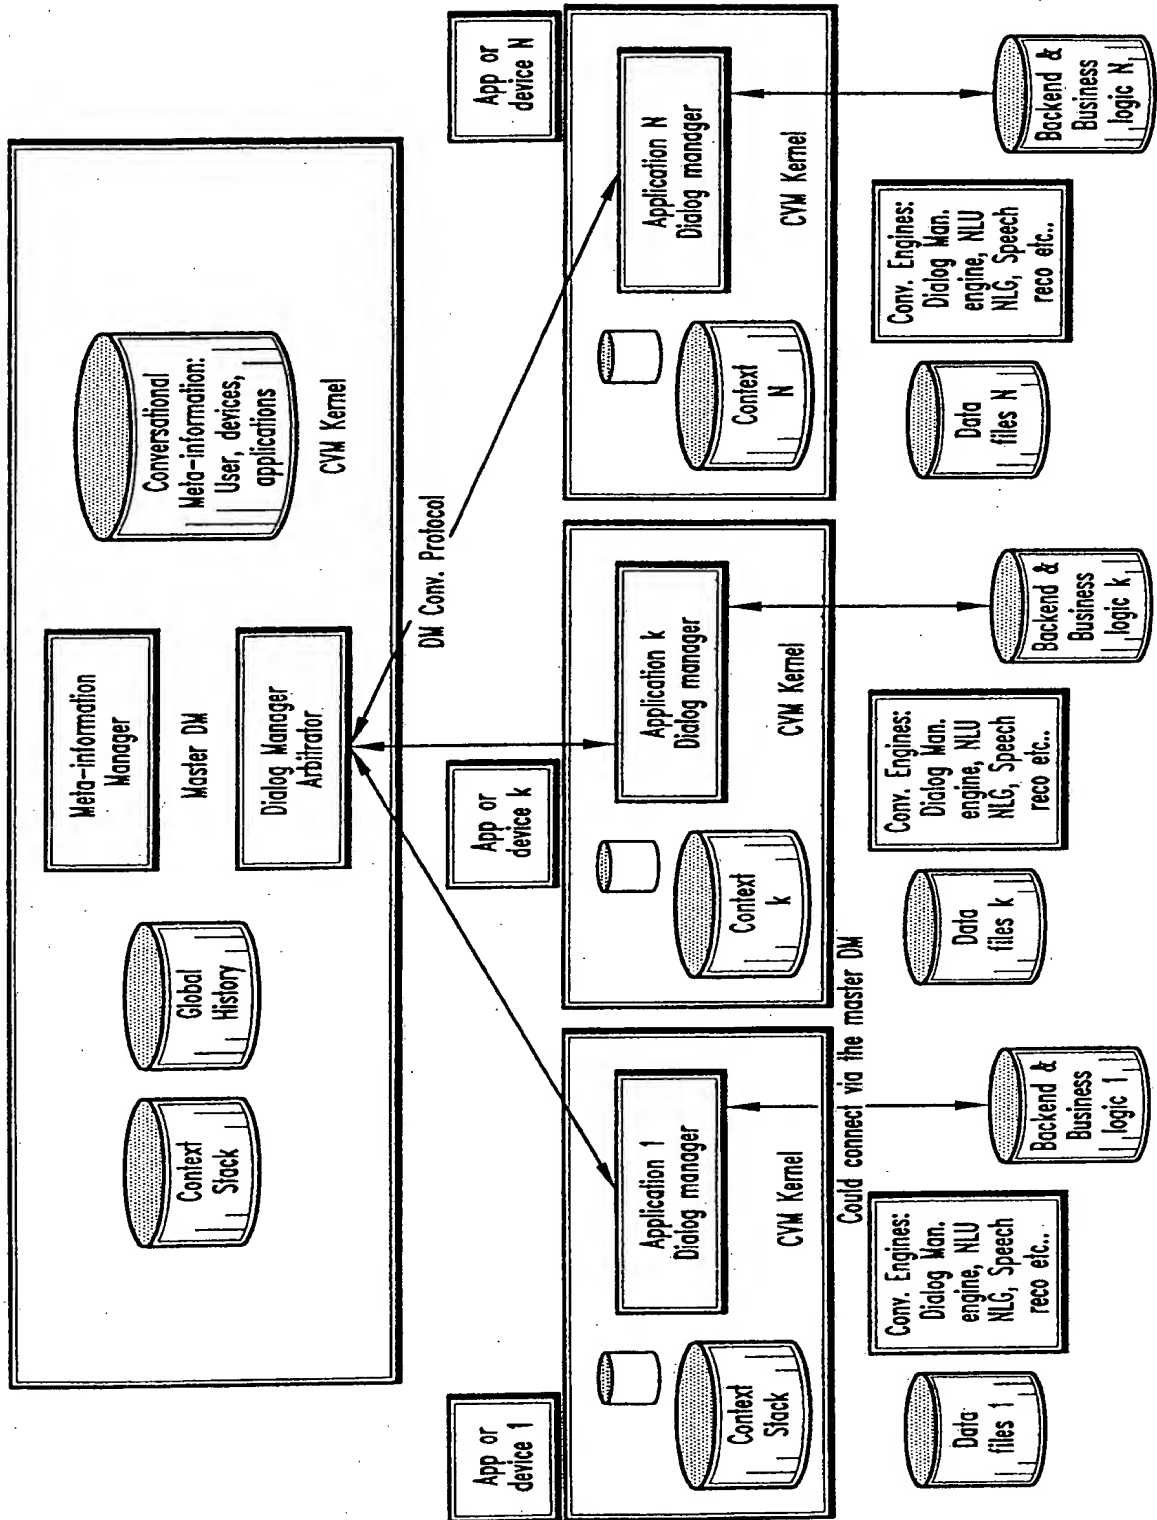 Context
Stack
Global
History
Meta-information
Manager
Master DM
Dialog Manager
Arbitrator
Conversational
Meta-information:
User, devices,
applications
CVM Kernel
DM Conv. Protocol
App or
device 1
App or
device k
App or
device N
Context
Stack
Application 1
Dialog manager
CVM Kernel
Context
k
Application k
Dialog manager
CVM Kernel
Context
N
Application N
Dialog manager
CVM Kernel
Could connect via the master DM
Data
files 1
Conv. Engines:
Dialog Man.
engine, NLU
NLG, Speech
reco etc..
Backend &
Business
logic 1,
Data
files k
Conv. Engines:
Dialog Man.
engine, NLU
NLG, Speech
reco etc..
Backend &
Business
logic k,
Data
files N
Conv. Engines:
Dialog Man.
engine, NLU
NLG, Speech
reco etc..
Backend &
Business
logic N,